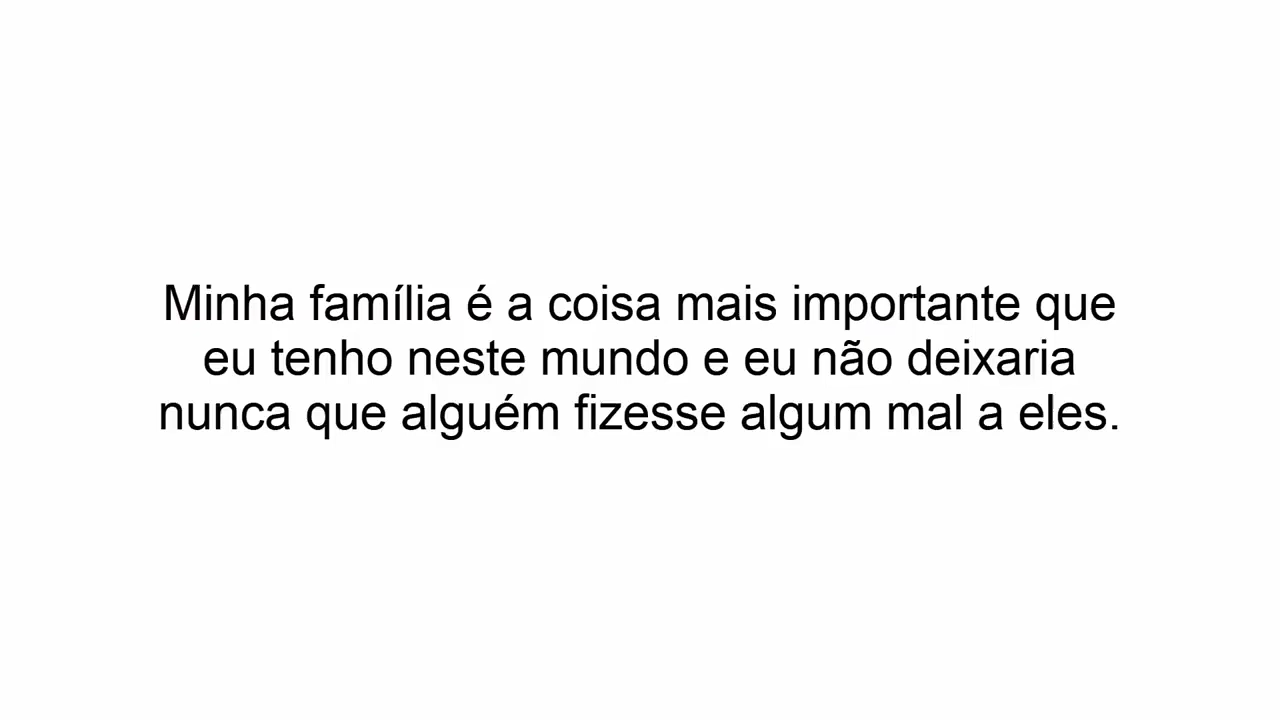 Minha família é a coisa mais importante que
eu tenho neste mundo e eu não deixaria
nunca que alguém fizesse algum mal a eles.